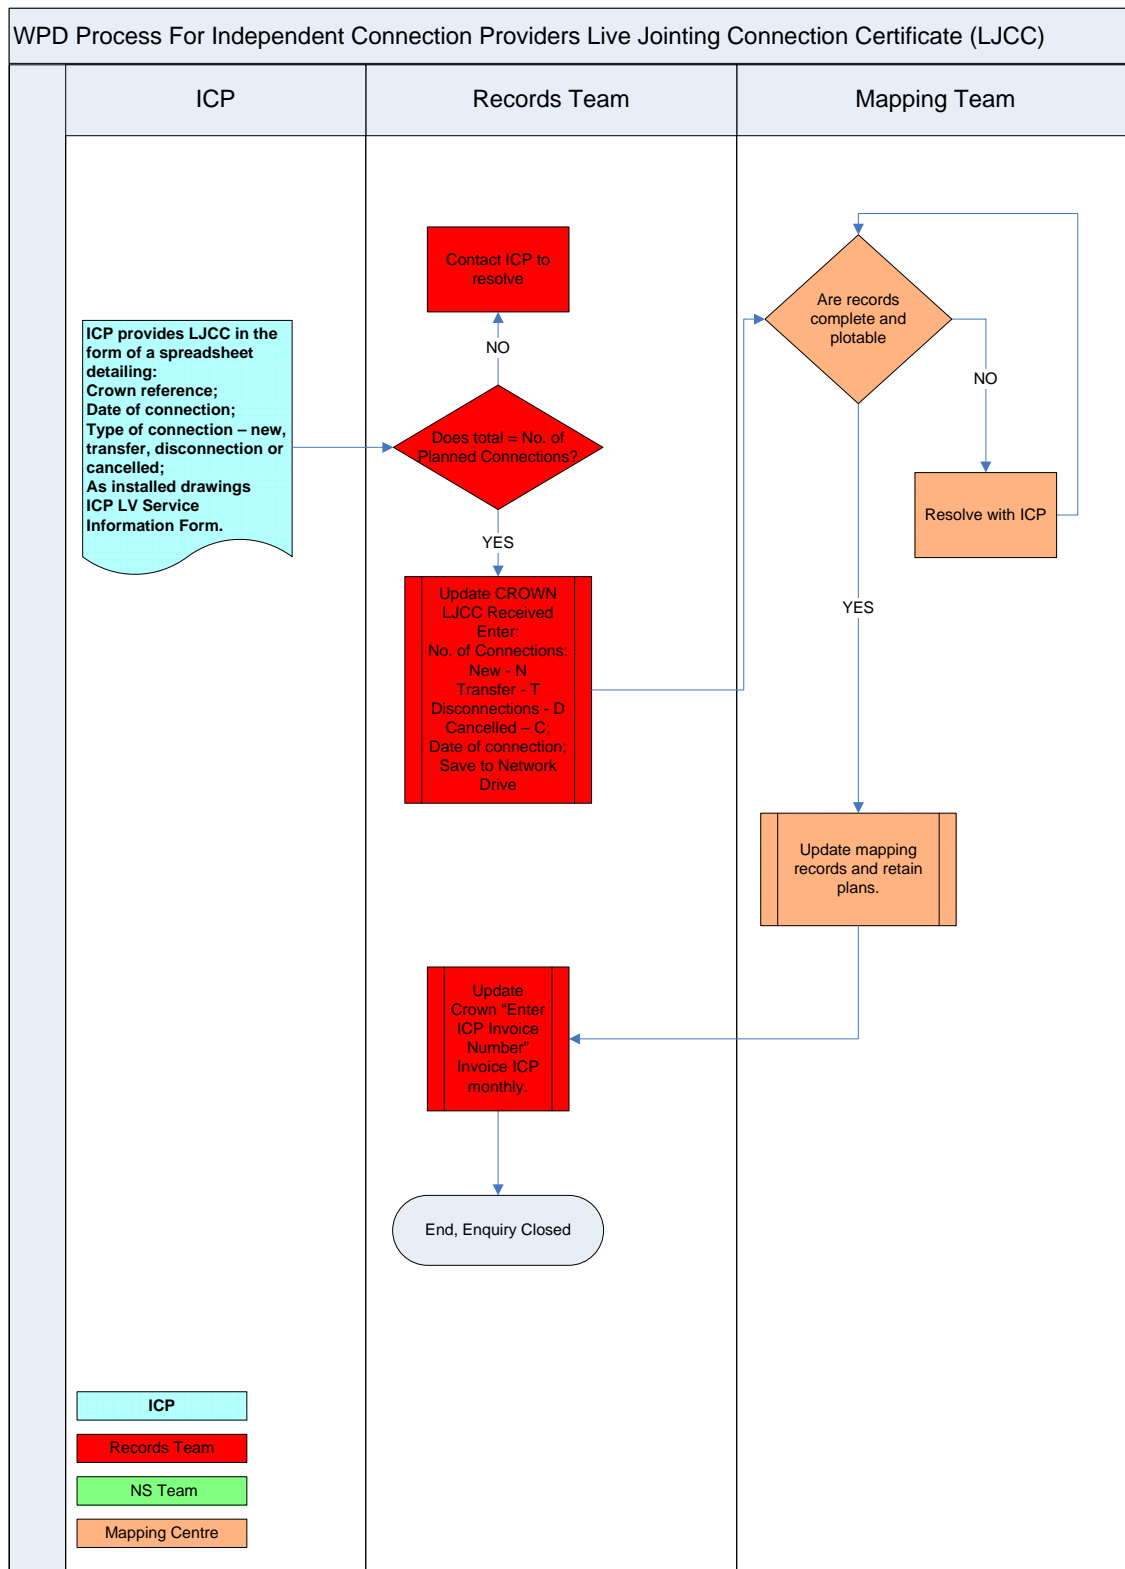 WPD Process For Independent Connection Providers Live Jointing Connection Certificate (LJCC)
ICP
Records Team
Mapping Team
ICP provides LJCC in the
form of a spreadsheet
detailing:
Crown reference;
Date of connection;
Type of connection – new,
transfer, disconnection or
cancelled;
As installed drawings
ICP LV Service
Information Form.
Contact ICP to
resolve
NO
Does total = No. of
Planned Connections?
YES
Update CROWN
LJCC Received
Enter:
No. of Connections:
New - N
Transfer - T
Disconnections - D
Cancelled – C;
Date of connection;
Save to Network
Drive
Are records
complete and
plotable
NO
Resolve with ICP
YES
Update mapping
records and retain
plans.
Update
Crown “Enter
ICP Invoice
Number”
Invoice ICP
monthly.
End, Enquiry Closed
ICP
Records Team
NS Team
Mapping Centre